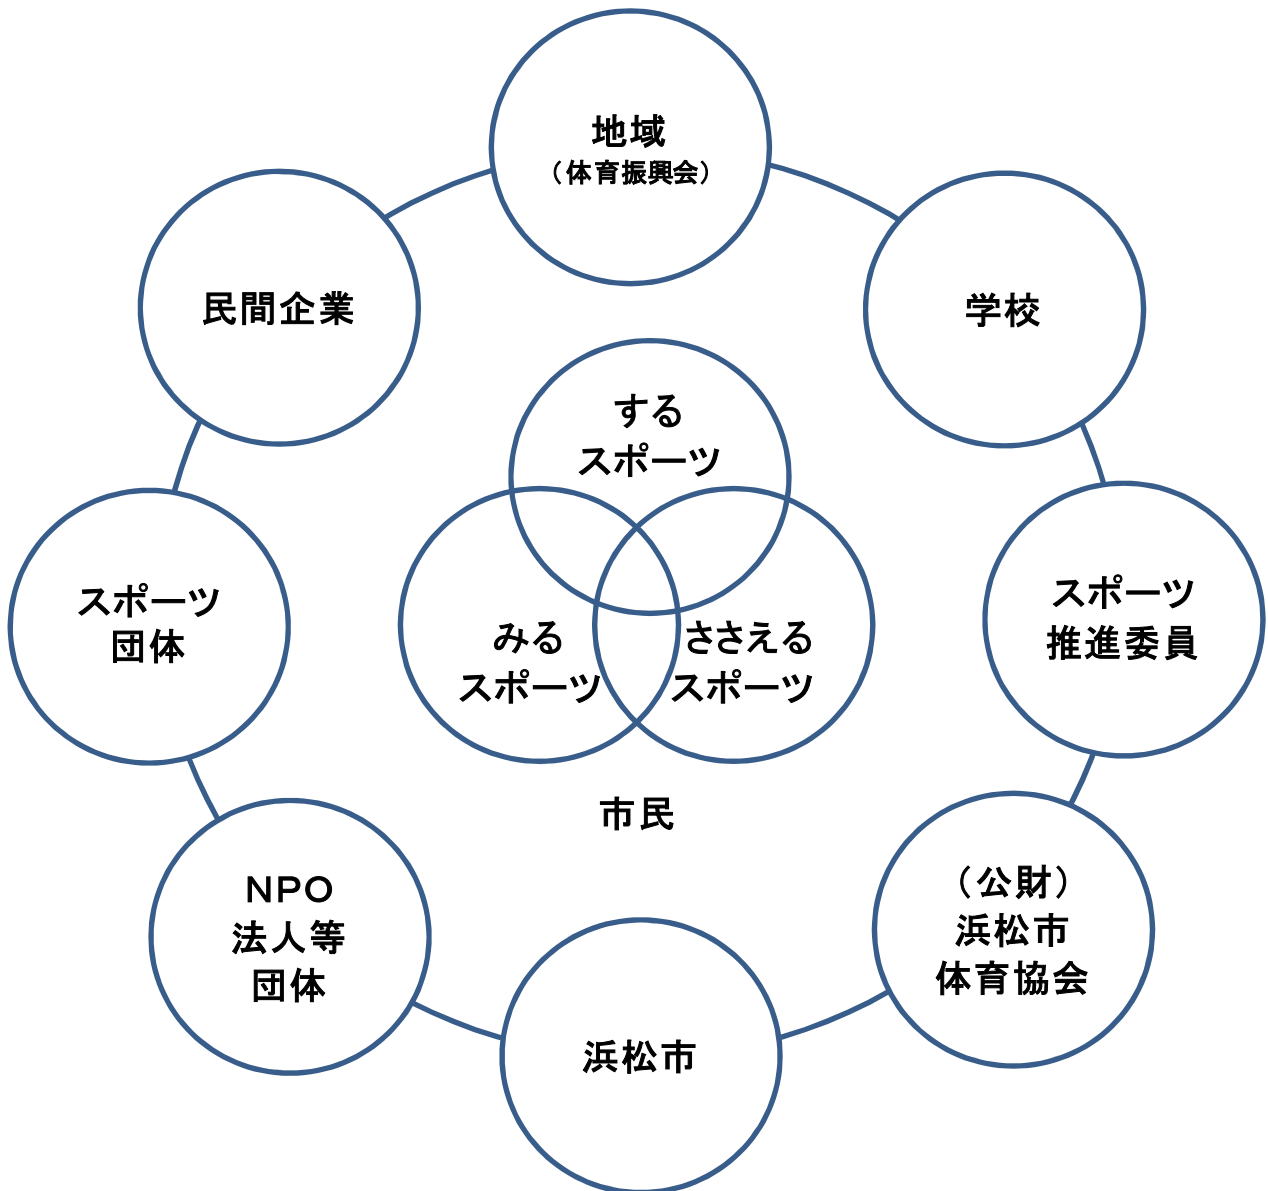 地域
（体育振興会）
民間企業
学校
する
スポーツ
みる
スポーツ
ささえる
スポーツ
市民
スポーツ
団体
スポーツ
推進委員
NPO
法人等
団体
（公財）
浜松市
体育協会
浜松市